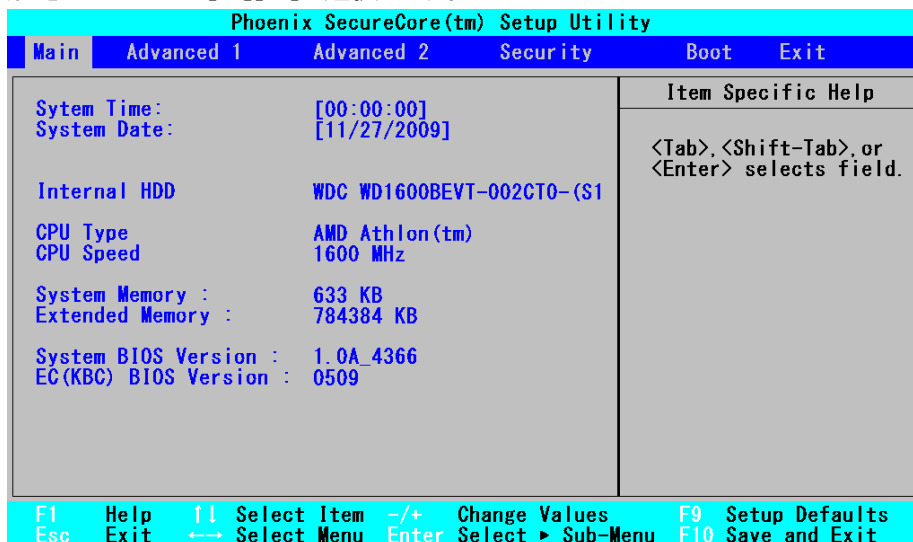 Phoenix SecureCore(tm) Setup Utility
Main Advanced 1 Advanced 2 Security Boot Exit
Item Specific Help
Sytem Time: [00:00:00]
System Date: [11/27/2009]
<Tab>,<Shift-Tab>,or
<Enter> selects field.
Internal HDD WDC WD1600BEVT-002CT0-(S1
CPU Type AMD Athlon(tm)
CPU Speed 1600 MHz
System Memory : 633 KB
Extended Memory : 784384 KB
System BIOS Version : 1.0A_4366
EC(KBC) BIOS Version : 0509
F1 Help ↑↓ Select Item -/+ Change Values F9 Setup Defaults
Esc Exit ←→ Select Menu Enter Select ► Sub-Menu F10 Save and Exit